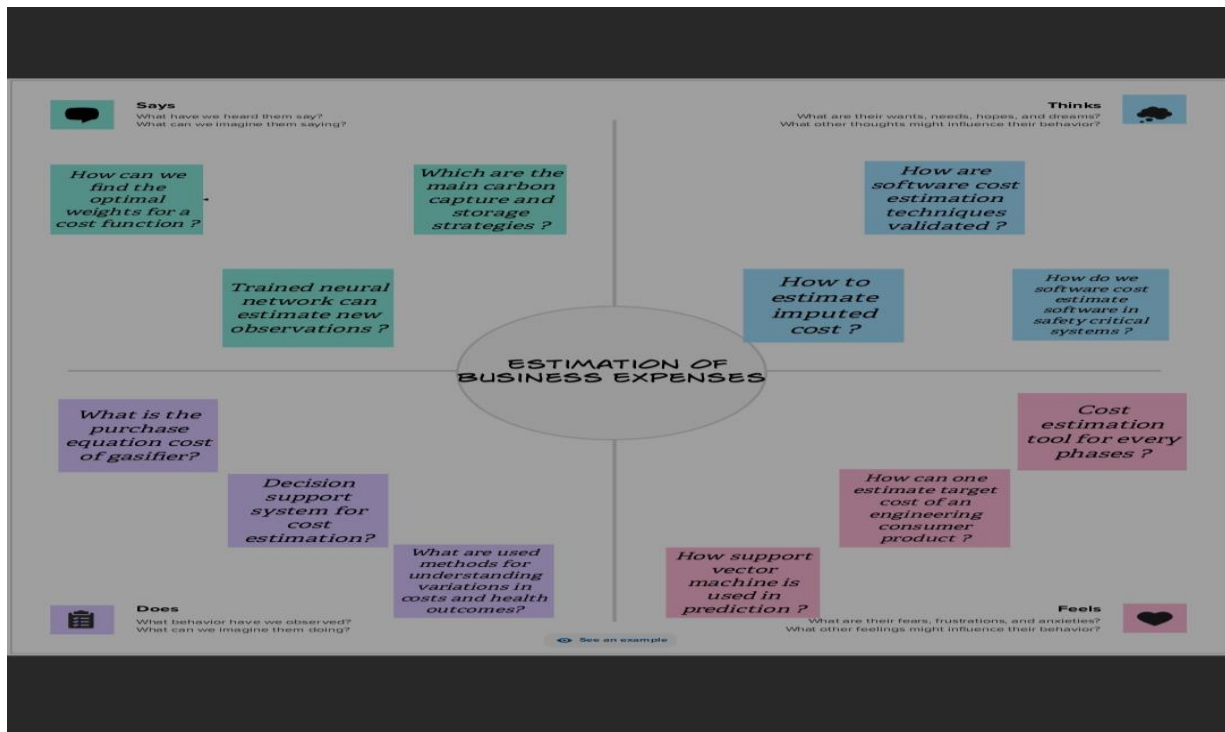 Says
What have we heard them say?
What can we imagine them saying?
How can we
find the
optimal
weights for a
cost function ?
Which are the
main carbon
capture and
storage
strategies ?
Trained neural
network can
estimate new
observations ?
Thinks
What are their wants, needs, hopes, and dreams?
What other thoughts might influence their behavior?
How are
software cost
estimation
techniques
validated ?
How to
estimate
imputed
cost ?
How do we
software cost
estimate
software in
safety critical
systems ?
ESTIMATION OF
BUSINESS EXPENSES
What is the
purchase
equation cost
of gasifier?
Decision
support
system for
cost
estimation?
What are used
methods for
understanding
variations in
costs and health
outcomes?
Does
What behavior have we observed?
What can we imagine them doing?
Cost
estimation
tool for every
phases ?
How can one
estimate target
cost of an
engineering
consumer
product ?
How support
vector
machine is
used in
prediction ?
Feels
What are their fears, frustrations, and anxieties?
What other feelings might influence their behavior?
See an example